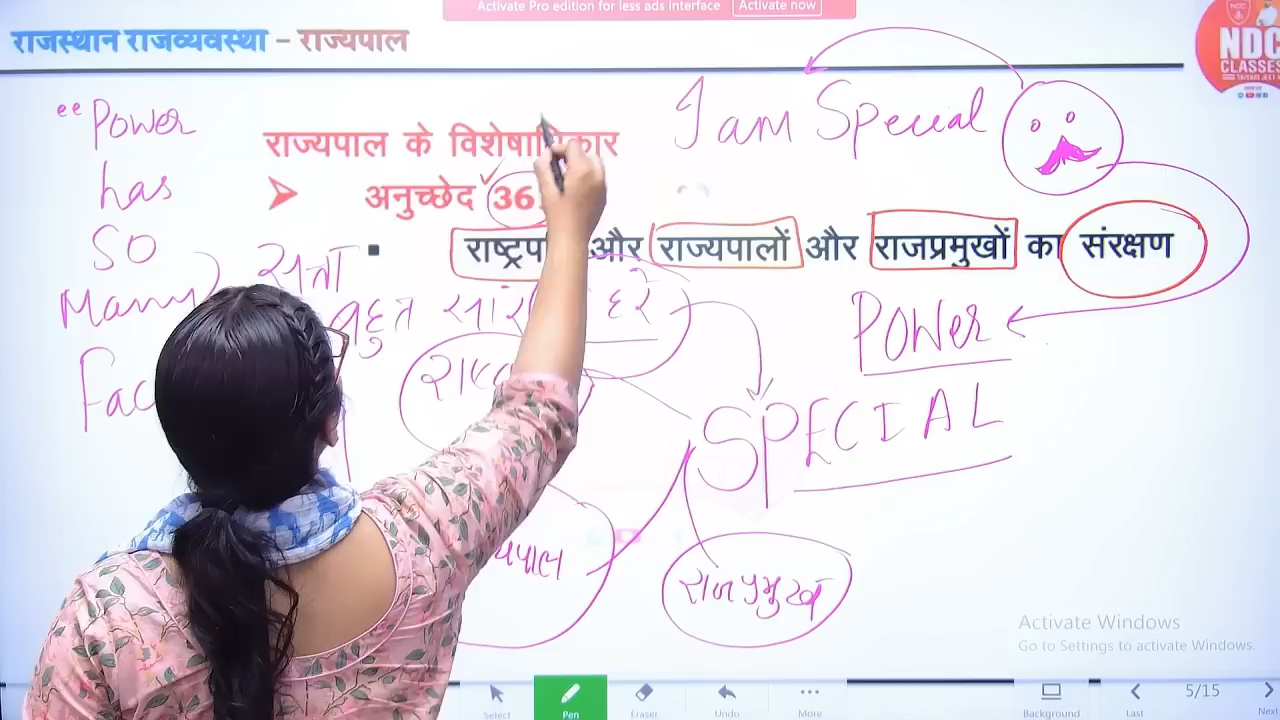 Activate Pro edition for less ads interface Activate now
राजस्थान राजव्यवस्था – राज्यपाल
NDC
CLASSES
I am Special
"Power
has
so
Many
Fac
राज्यपाल के विशेषाधिकार
अनुच्छेद 36
राष्ट्रप और राज्यपालों और राजप्रमुखों का संरक्षण
सत्ता
बहुत
चेहरे
Power
SPECIAL
राजप्रमुख
Activate Windows
Go to Settings to activate Windows.
Select Pen Eraser Undo More Background Last 5/15 Next